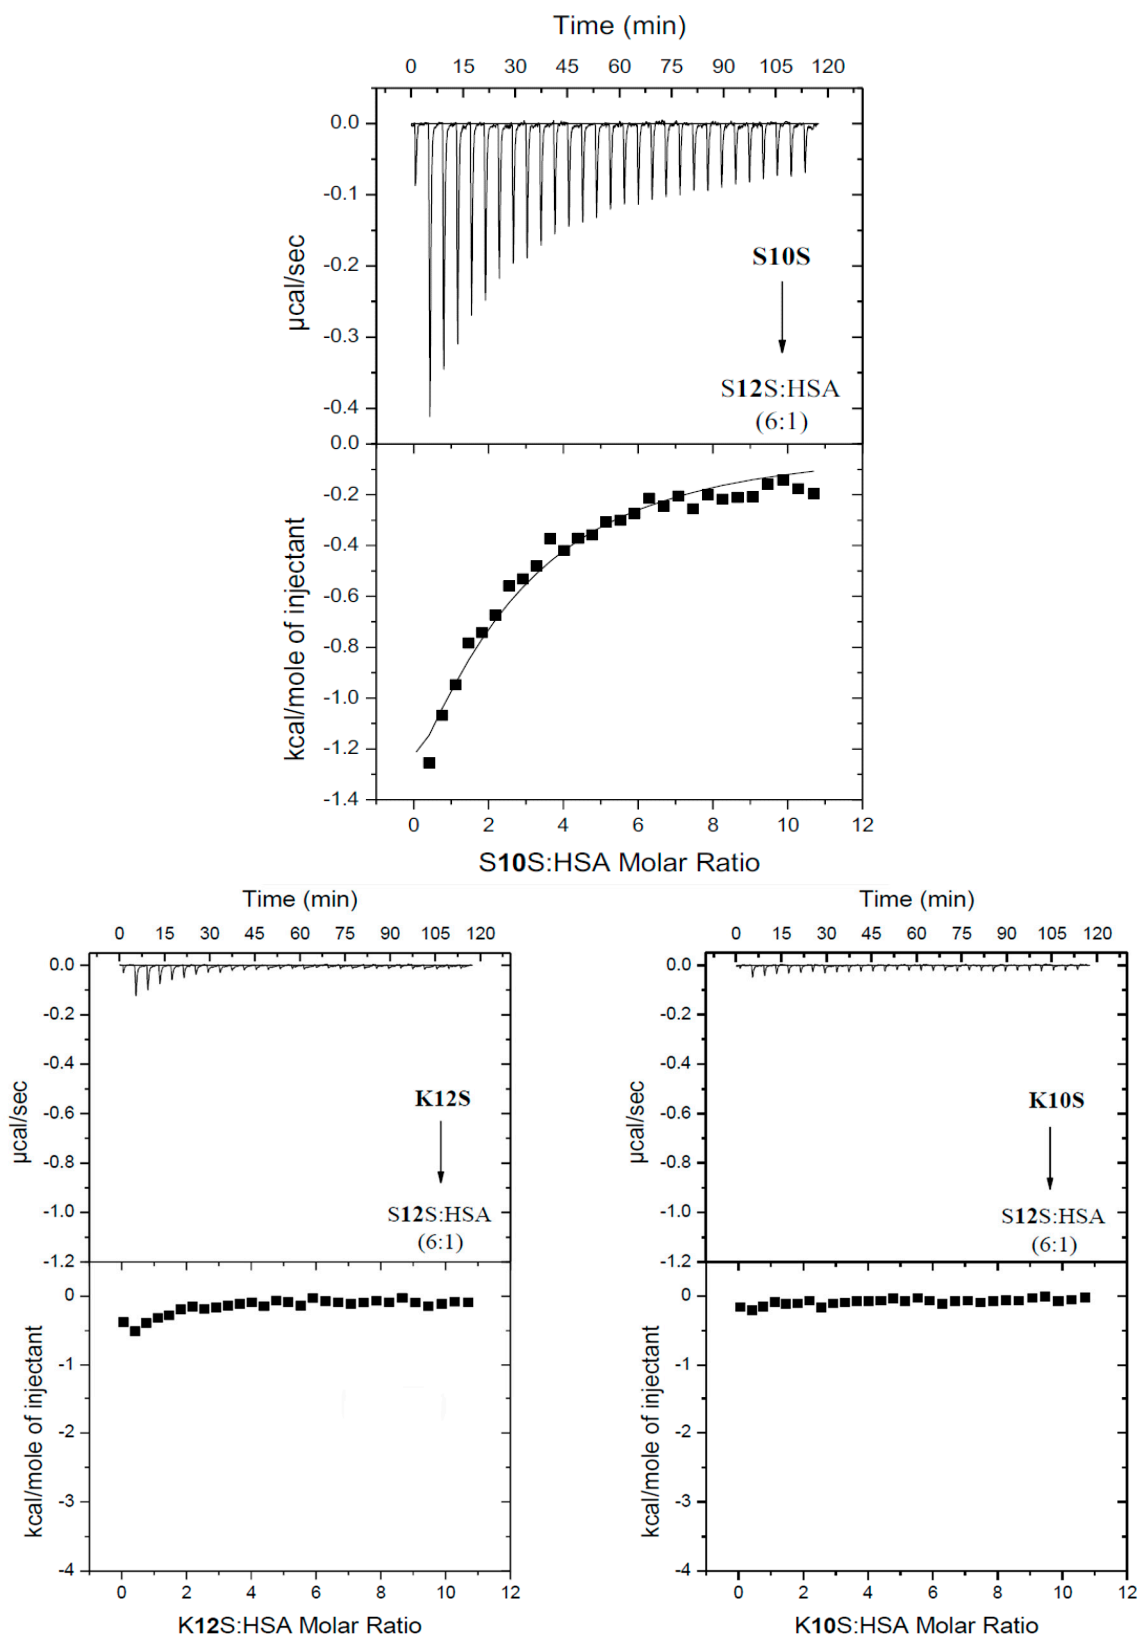 Time (min)
0 15 30 45 60 75 90 105 120
0.0
-0.1
-0.2
-0.3
-0.4
µcal/sec
S10S
S12S:HSA
(6:1)
0.0
-0.2
-0.4
-0.6
-0.8
-1.0
-1.2
-1.4
kcal/mole of injectant
0 2 4 6 8 10 12
S10S:HSA Molar Ratio
Time (min)
0 15 30 45 60 75 90 105 120
0.0
-0.2
-0.4
-0.6
-0.8
-1.0
-1.2
µcal/sec
K12S
S12S:HSA
(6:1)
0
-1
-2
-3
-4
kcal/mole of injectant
0 2 4 6 8 10 12
K12S:HSA Molar Ratio
Time (min)
0 15 30 45 60 75 90 105 120
0.0
-0.2
-0.4
-0.6
-0.8
-1.0
-1.2
µcal/sec
K10S
S12S:HSA
(6:1)
0
-1
-2
-3
-4
kcal/mole of injectant
0 2 4 6 8 10 12
K10S:HSA Molar Ratio